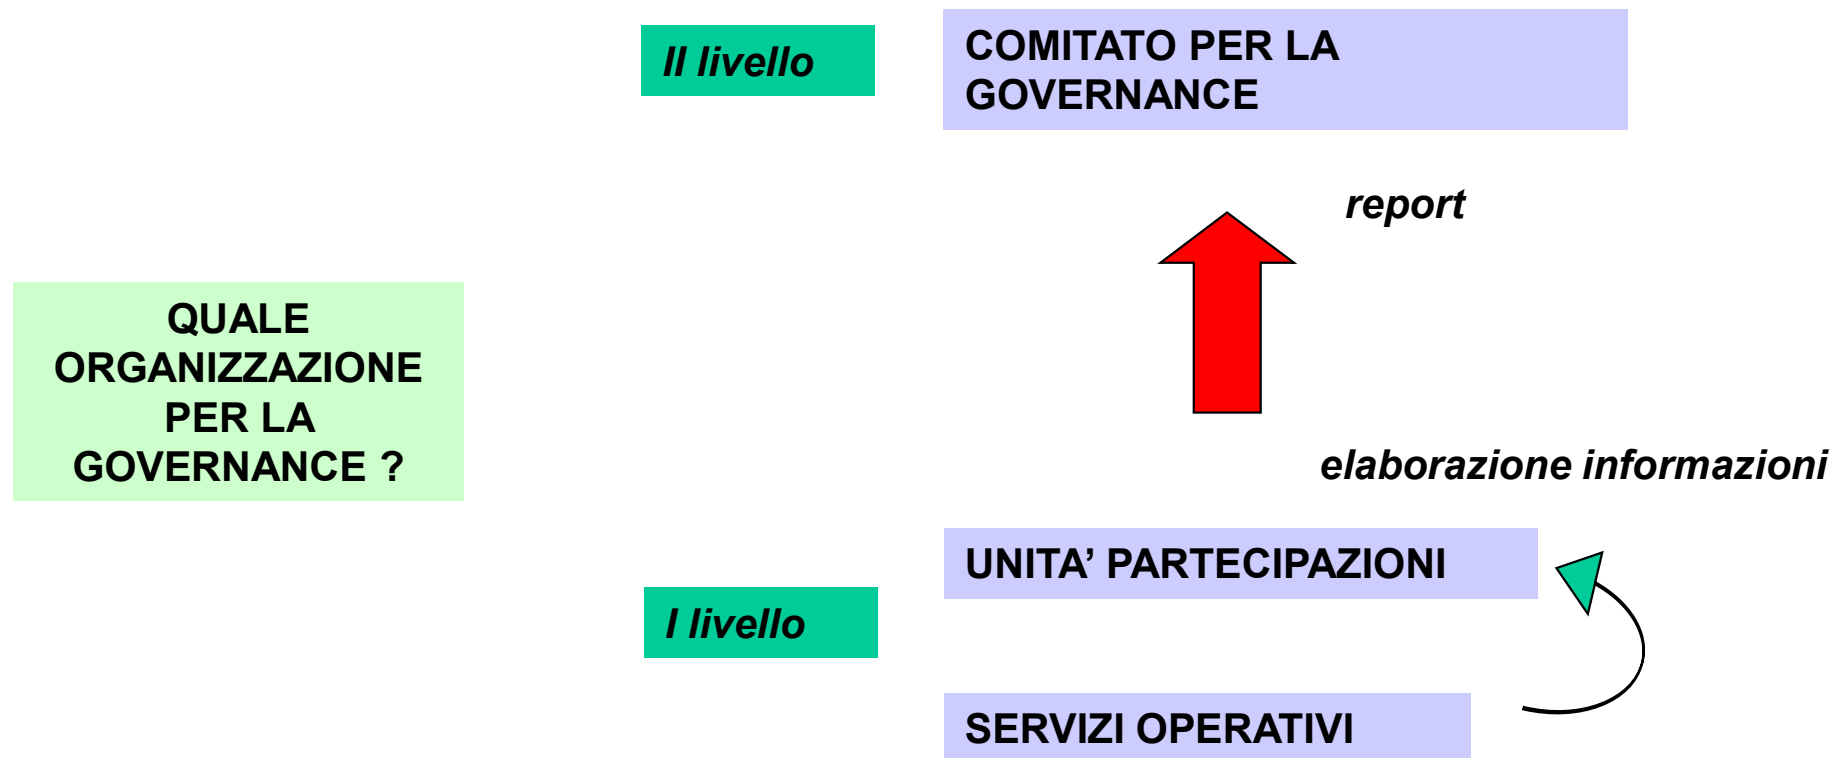 II livello
COMITATO PER LA
GOVERNANCE
report
QUALE
ORGANIZZAZIONE
PER LA
GOVERNANCE ?
elaborazione informazioni
UNITA’ PARTECIPAZIONI
I livello
SERVIZI OPERATIVI